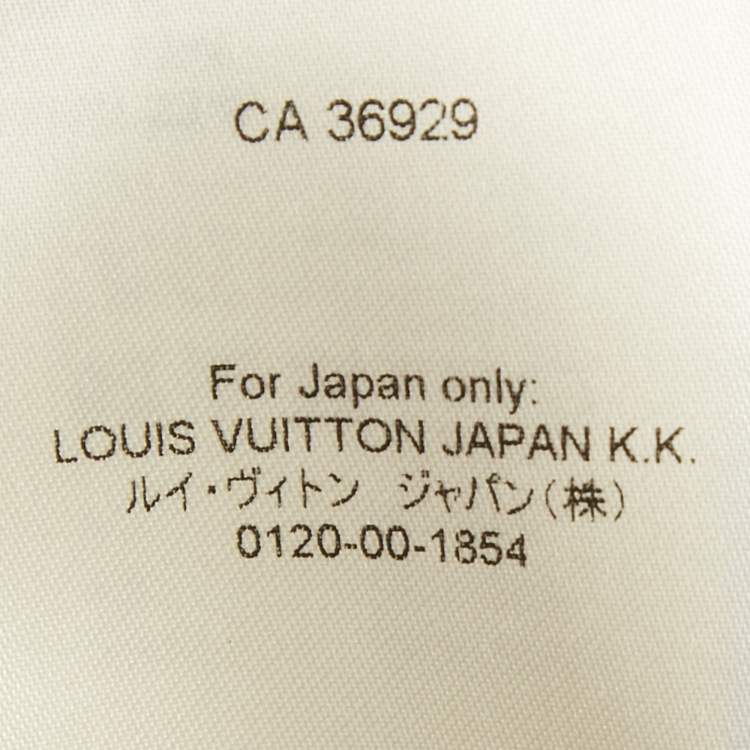 CA 36929
For Japan only:
LOUIS VUITTON JAPAN K.K.
ルイ・ヴィトン　ジャパン(株)
0120-00-1854